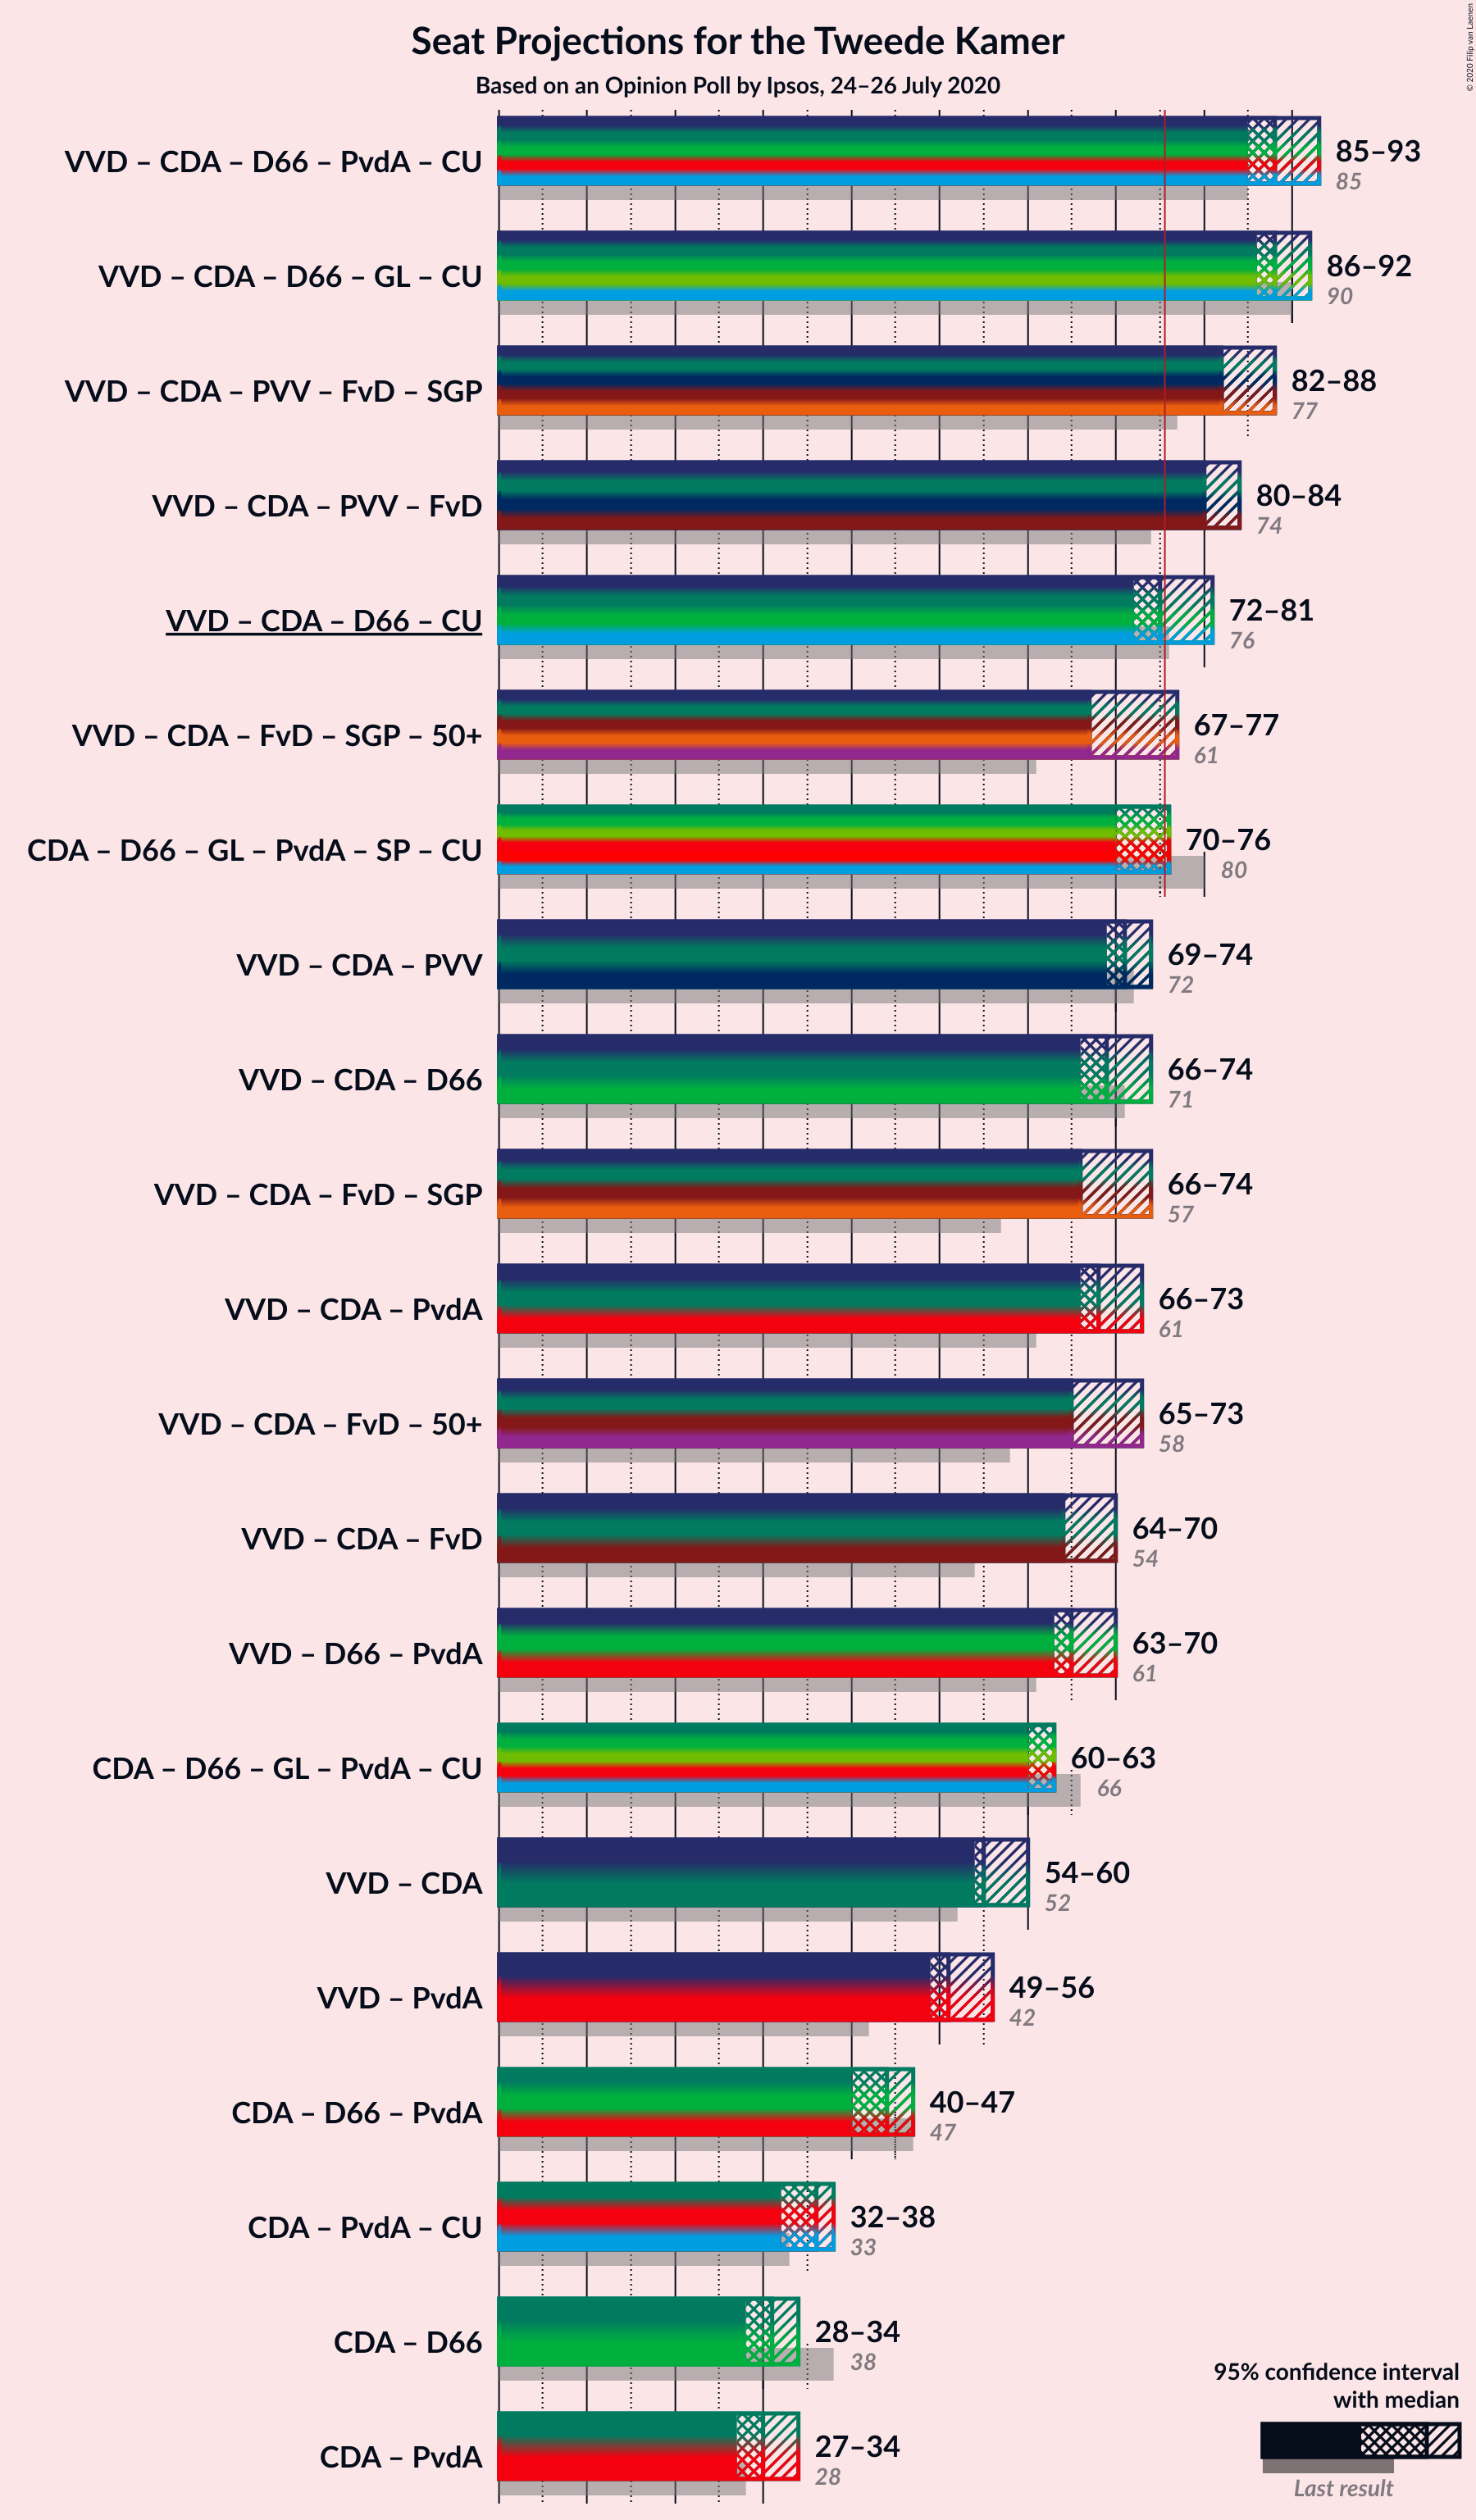 Seat Projections for the Tweede Kamer
Based on an Opinion Poll by Ipsos, 24–26 July 2020
© 2020 Filip van Laenen
VVD – CDA – D66 – PvdA – CU
85–93
85
VVD – CDA – D66 – GL – CU
86–92
90
VVD – CDA – PVV – FvD – SGP
82–88
77
VVD – CDA – PVV – FvD
80–84
74
VVD – CDA – D66 – CU
72–81
76
VVD – CDA – FvD – SGP – 50+
67–77
61
CDA – D66 – GL – PvdA – SP – CU
70–76
80
VVD – CDA – PVV
69–74
72
VVD – CDA – D66
66–74
71
VVD – CDA – FvD – SGP
66–74
57
VVD – CDA – PvdA
66–73
61
VVD – CDA – FvD – 50+
65–73
58
VVD – CDA – FvD
64–70
54
VVD – D66 – PvdA
63–70
61
CDA – D66 – GL – PvdA – CU
60–63
66
VVD – CDA
54–60
52
VVD – PvdA
49–56
42
CDA – D66 – PvdA
40–47
47
CDA – PvdA – CU
32–38
33
CDA – D66
28–34
38
CDA – PvdA
27–34
28
95% confidence interval
with median
Last result